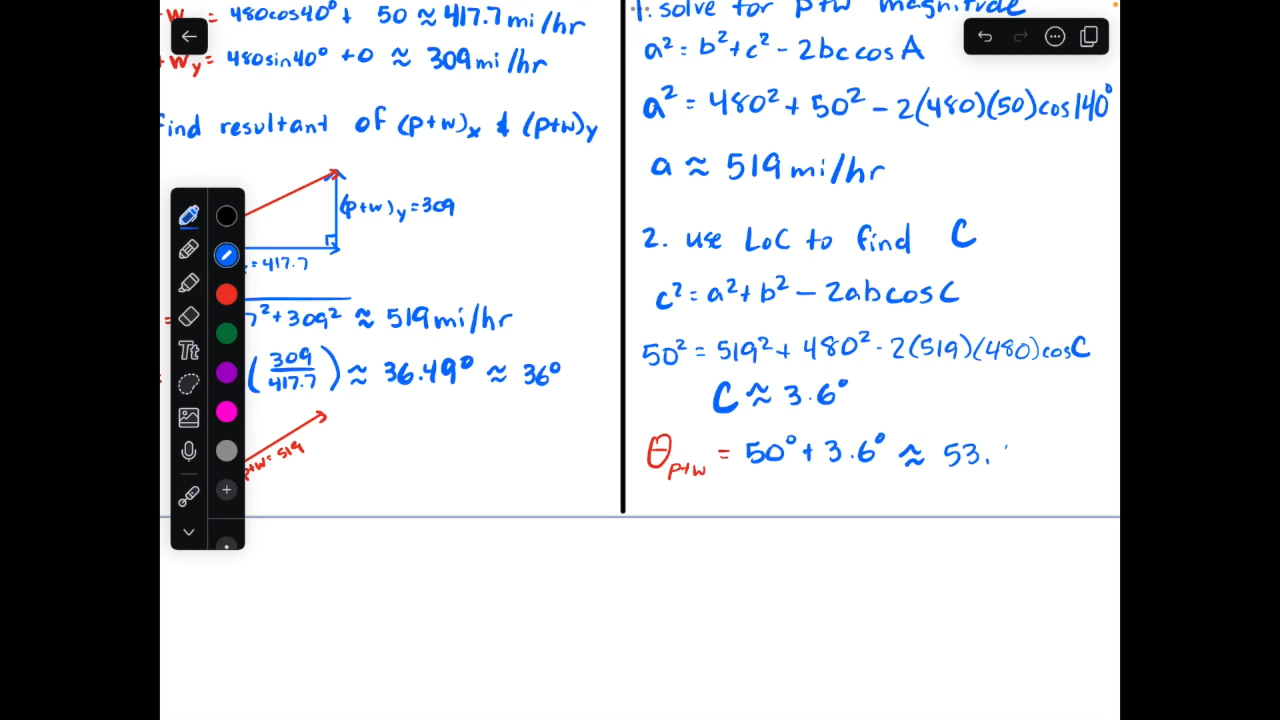 +Wx = 480cos40° + 50 ≈ 417.7 mi/hr
+Wy = 480sin40° + 0 ≈ 309 mi/hr
find resultant of (p+w)x & (p+w)y
(p+w)y = 309
= 417.7
7² + 309² ≈ 519 mi/hr
(309/417.7) ≈ 36.49° ≈ 36°
p+w = 519
1. solve for p+w magnitude
a² = b² + c² - 2bc cos A
a² = 480² + 50² - 2(480)(50)cos140°
a ≈ 519 mi/hr
2. use LoC to find C
c² = a² + b² - 2ab cos C
50² = 519² + 480² - 2(519)(480)cos C
C ≈ 3.6°
θp+w = 50° + 3.6° ≈ 53.
Tt